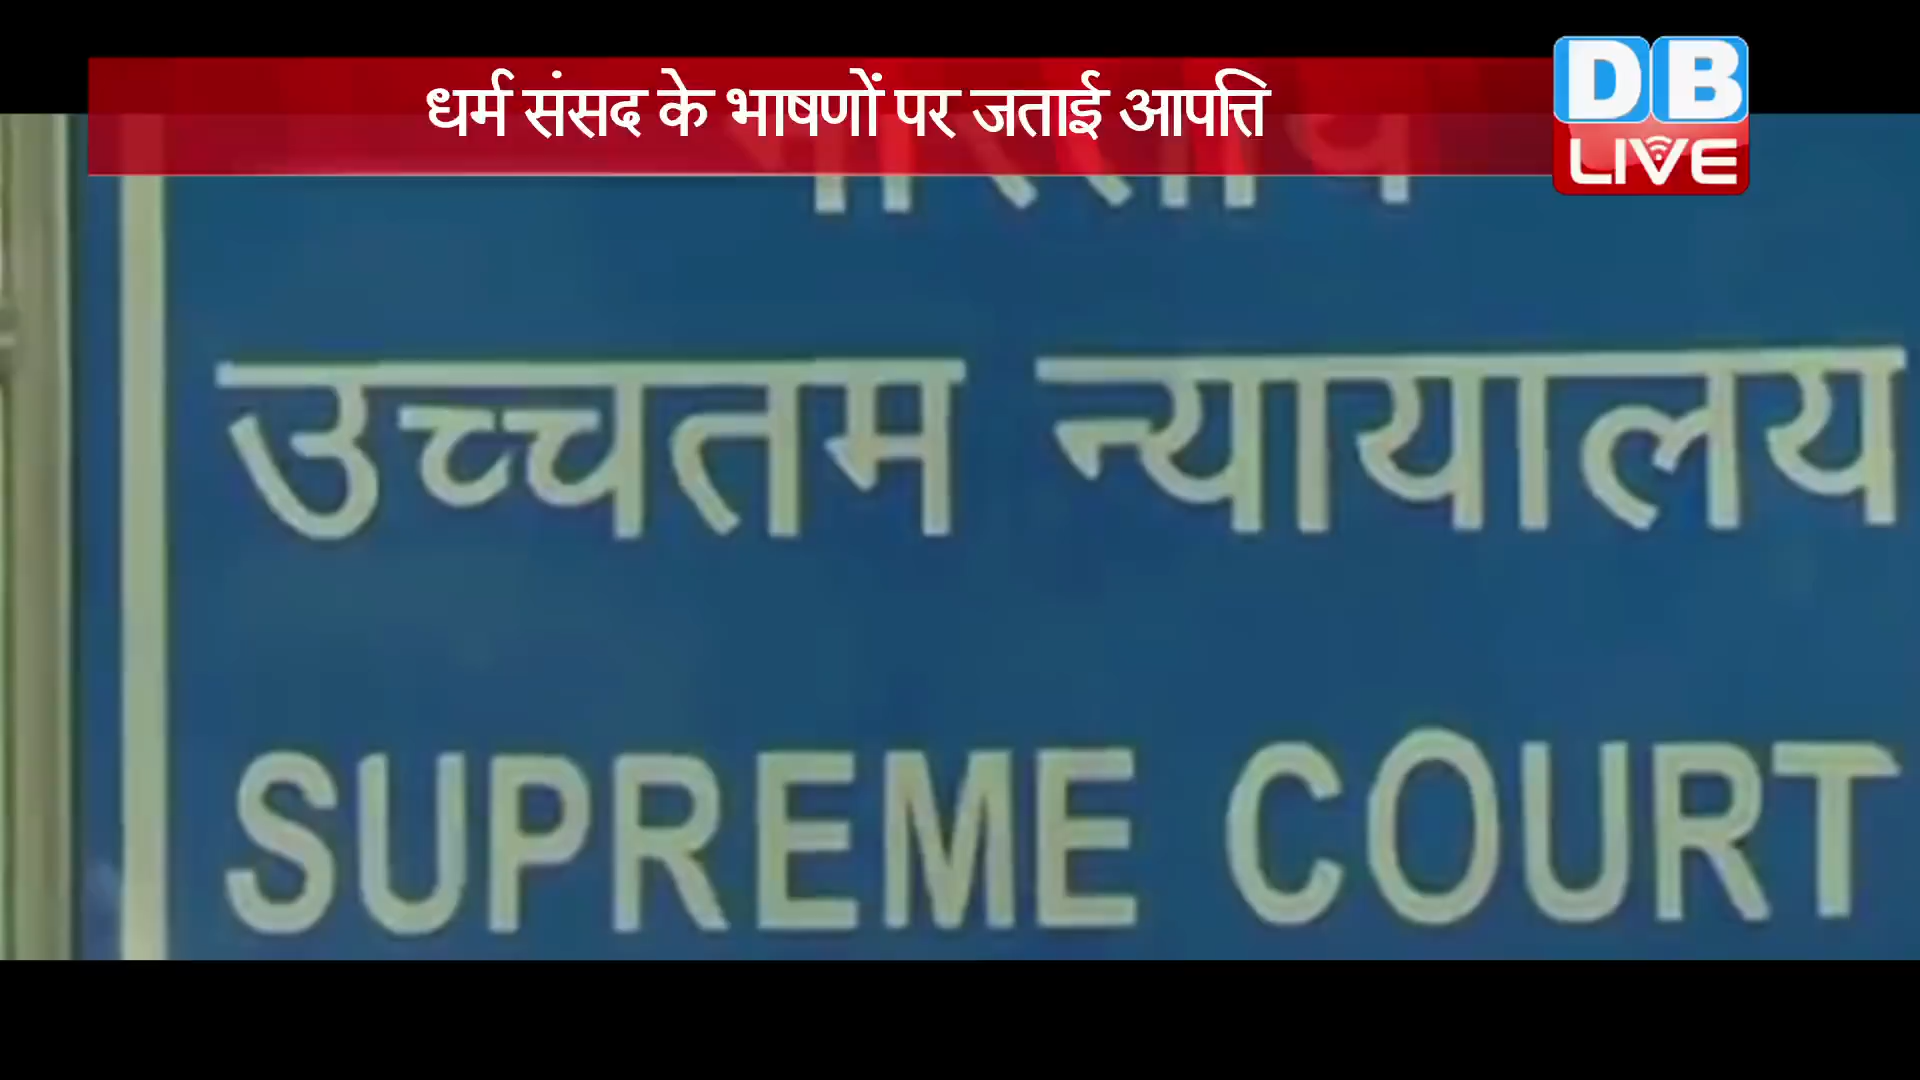 धर्म संसद के भाषणों पर जताई आपत्ति
DB
LIVE
उच्चतम न्यायालय
SUPREME COURT